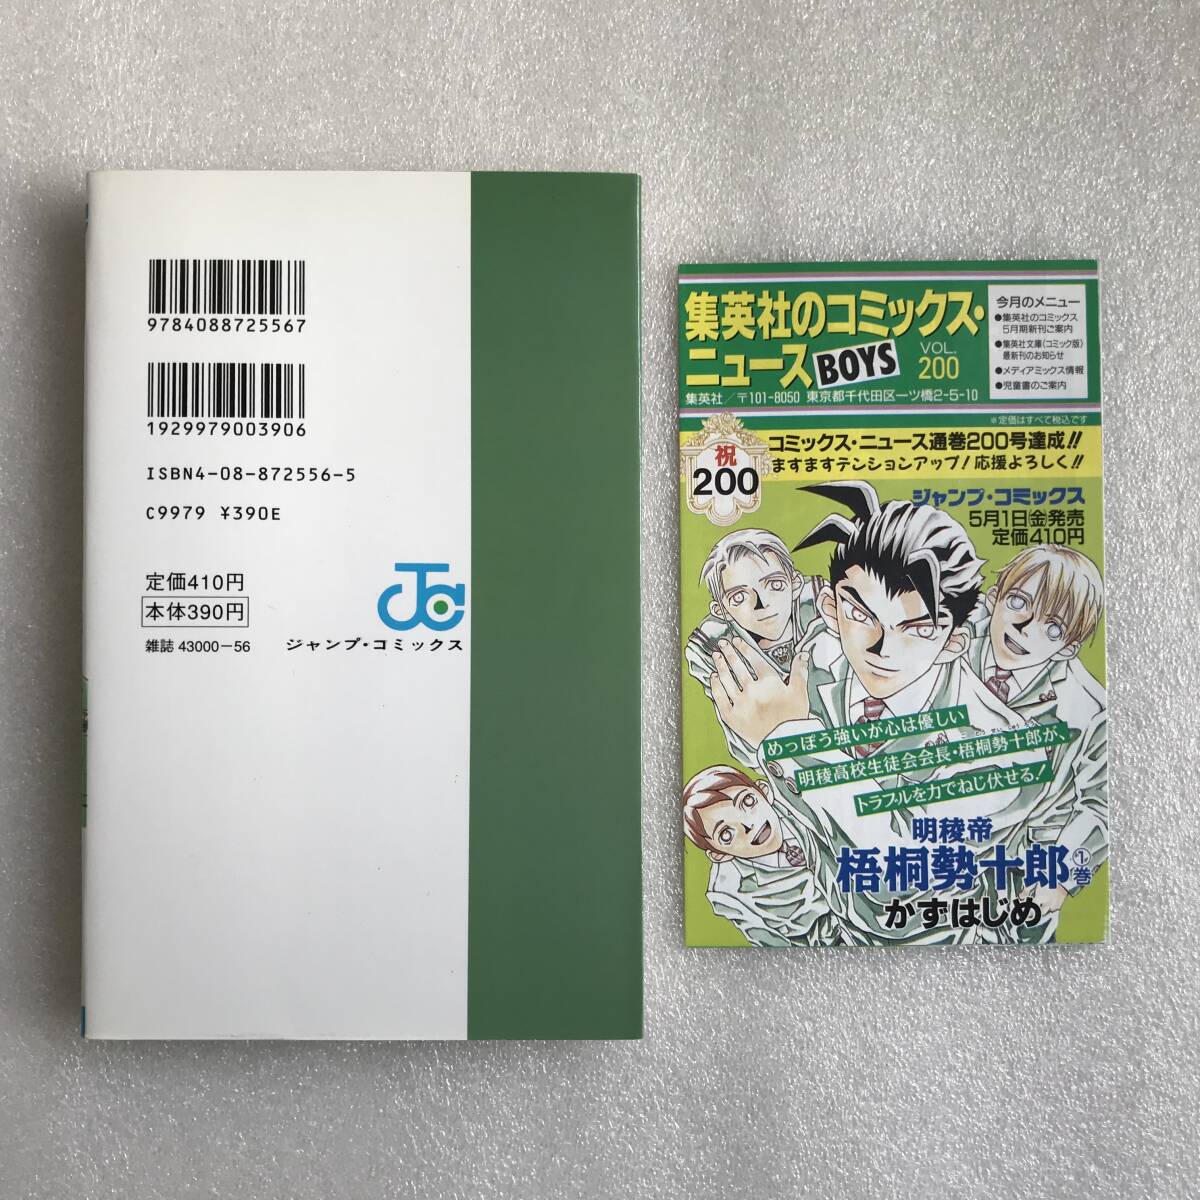 9784088725567
1929979003906
ISBN4-08-872556-5
C9979 ¥390E
定価410円
本体390円
雑誌 43000-56
ジャンプ・コミックス
集英社のコミックス・
ニュース BOYS VOL.
200
集英社/〒101-8050 東京都千代田区一ツ橋2-5-10
今月のメニュー
●集英社のコミックス
5月期新刊ご案内
●集英社文庫(コミック版)
最新刊のお知らせ
●メディアミックス情報
●児童書のご案内
※定価はすべて税込です
祝
200
コミックス・ニュース通巻200号達成!!
ますますテンションアップ!応援よろしく!!
ジャンプ・コミックス
5月1日㊎発売
定価410円
めっぽう強いが心は優しい
明稜高校生徒会会長・梧桐勢十郎が、
トラブルを力でねじ伏せる!
明稜帝
梧桐勢十郎①巻
かずはじめ